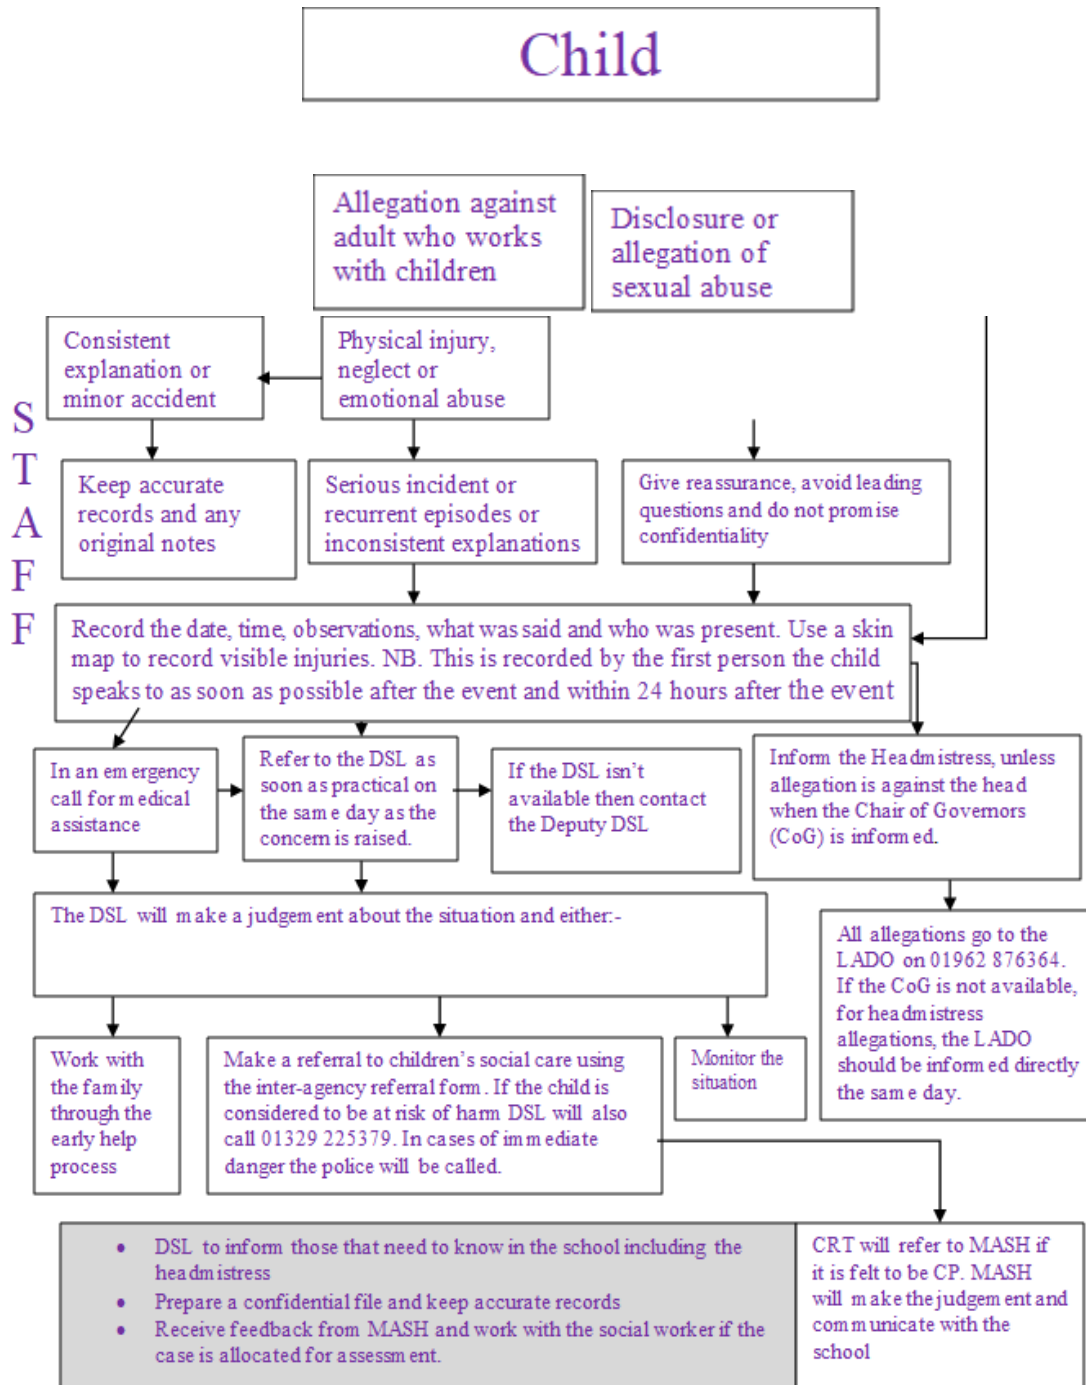 Child
Allegation against
adult who works
with children
Disclosure or
allegation of
sexual abuse
Consistent
explanation or
minor accident
Physical injury,
neglect or
emotional abuse
S
T
A
F
F
Keep accurate
records and any
original notes
Serious incident or
recurrent episodes or
inconsistent explanations
Give reassurance, avoid leading
questions and do not promise
confidentiality
Record the date, time, observations, what was said and who was present. Use a skin
map to record visible injuries. NB. This is recorded by the first person the child
speaks to as soon as possible after the event and within 24 hours after the event
In an emergency
call for medical
assistance
Refer to the DSL as
soon as practical on
the same day as the
concern is raised.
If the DSL isn't
available then contact
the Deputy DSL
Inform the Headmistress, unless
allegation is against the head
when the Chair of Governors
(CoG) is informed.
The DSL will make a judgement about the situation and either:-
All allegations go to the
LADO on 01962 876364.
If the CoG is not available,
for headmistress
allegations, the LADO
should be informed directly
the same day.
Work with
the family
through the
early help
process
Make a referral to children's social care using
the inter-agency referral form. If the child is
considered to be at risk of harm DSL will also
call 01329 225379. In cases of immediate
danger the police will be called.
Monitor the
situation
• DSL to inform those that need to know in the school including the
headmistress
• Prepare a confidential file and keep accurate records
• Receive feedback from MASH and work with the social worker if the
case is allocated for assessment.
CRT will refer to MASH if
it is felt to be CP. MASH
will make the judgement and
communicate with the
school